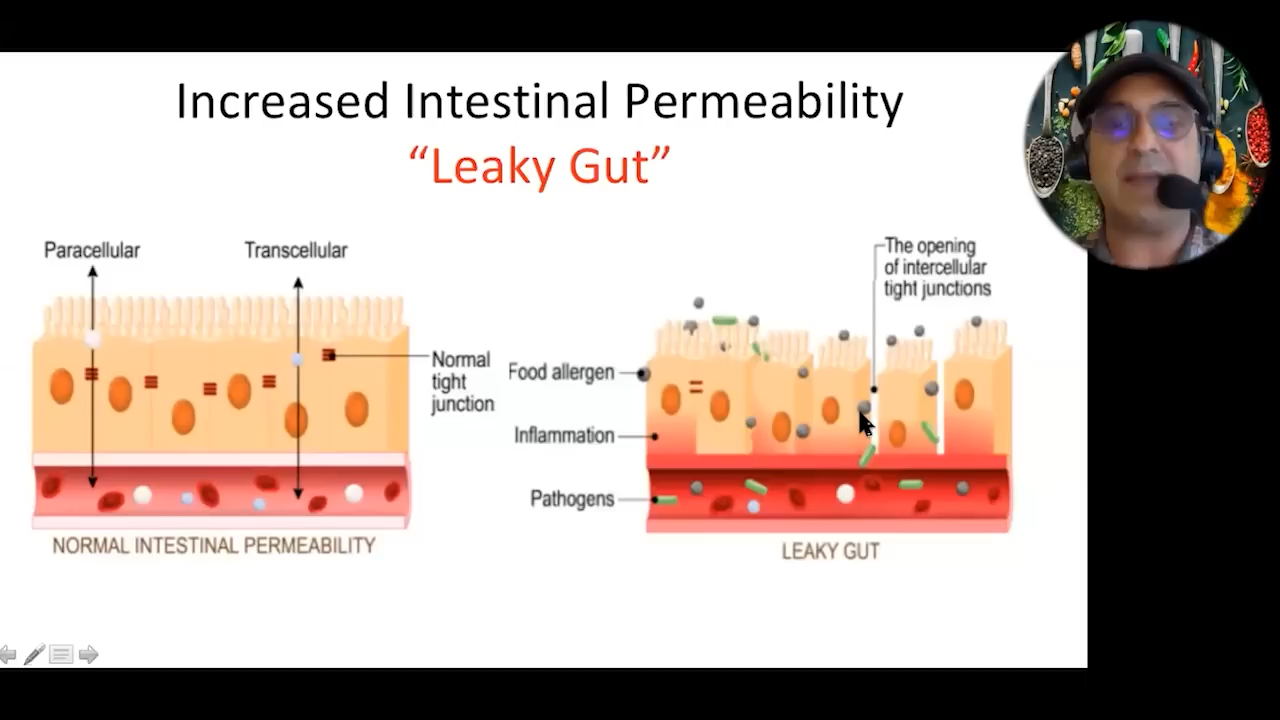 Increased Intestinal Permeability
“Leaky Gut”
Paracellular
Transcellular
Normal
tight
junction
NORMAL INTESTINAL PERMEABILITY
The opening
of intercellular
tight junctions
Food allergen
Inflammation
Pathogens
LEAKY GUT